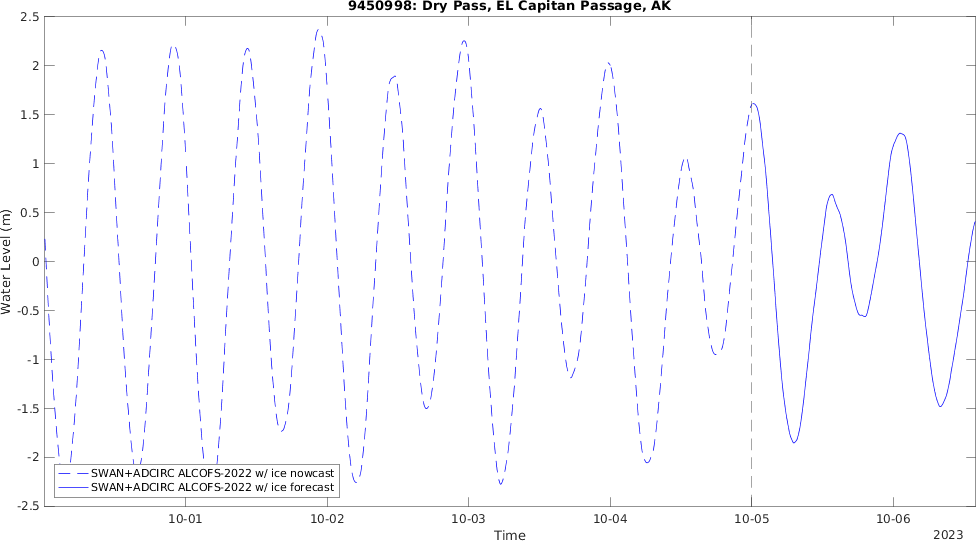 9450998: Dry Pass, EL Capitan Passage, AK
2.5
2
1.5
1
0.5
0
-0.5
-1
-1.5
-2
-2.5
Water Level (m)
SWAN+ADCIRC ALCOFS-2022 w/ ice nowcast
SWAN+ADCIRC ALCOFS-2022 w/ ice forecast
10-01 10-02 10-03 10-04 10-05 10-06
Time
2023